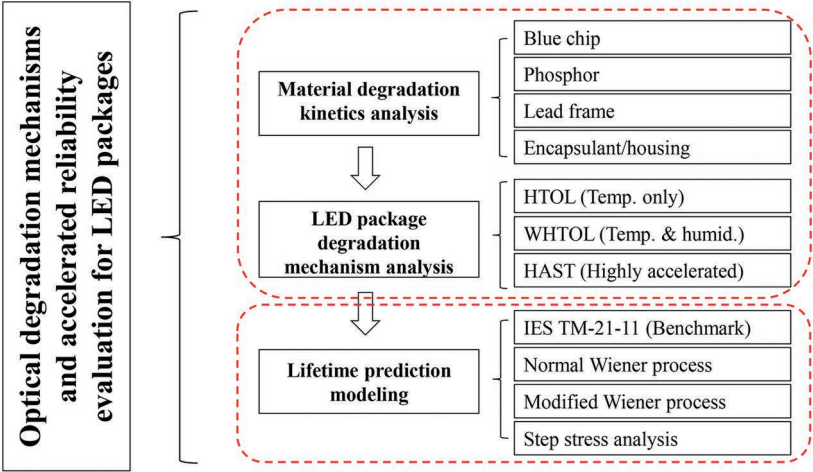 Optical degradation mechanisms
and accelerated reliability
evaluation for LED packages
Material degradation
kinetics analysis
Blue chip
Phosphor
Lead frame
Encapsulant/housing
LED package
degradation
mechanism analysis
HTOL (Temp. only)
WHTOL (Temp. & humid.)
HAST (Highly accelerated)
Lifetime prediction
modeling
IES TM-21-11 (Benchmark)
Normal Wiener process
Modified Wiener process
Step stress analysis